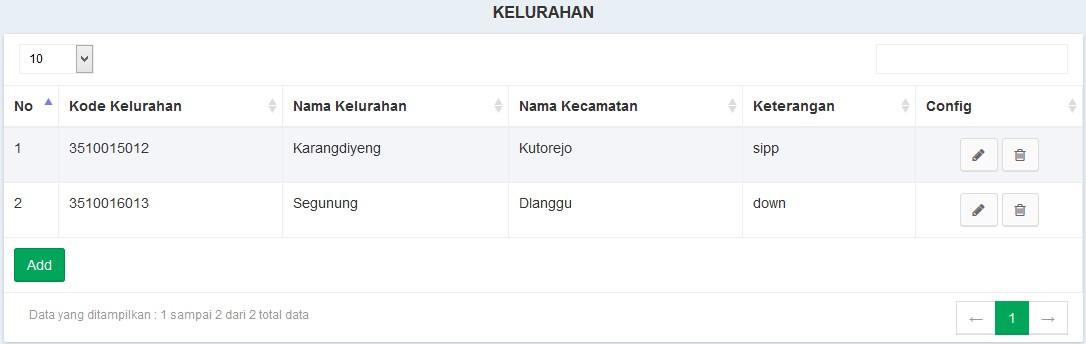 KELURAHAN
10
No Kode Kelurahan Nama Kelurahan Nama Kecamatan Keterangan Config
1 3510015012 Karangdiyeng Kutorejo sipp
2 3510016013 Segunung Dlanggu down
Add
Data yang ditampilkan : 1 sampai 2 dari 2 total data
← 1 →